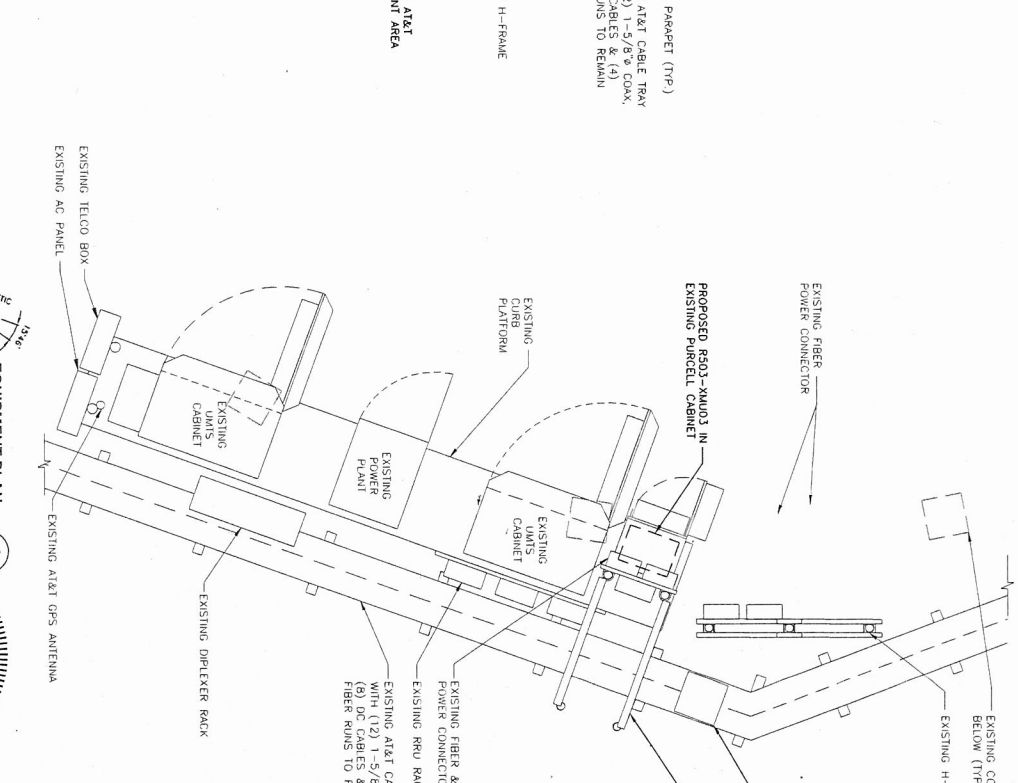 PARAPET (TYP.)
AT&T CABLE TRAY
2) 1-5/8"Ø COAX,
CABLES & (4)
UNS TO REMAIN
H-FRAME
AT&T
NT AREA
EXISTING FIBER
POWER CONNECTOR
PROPOSED R503-XMU03 IN
EXISTING PURCELL CABINET
EXISTING
CURB
PLATFORM
EXISTING TELCO BOX
EXISTING AC PANEL
EXISTING
UMTS
CABINET
EXISTING
POWER
PLANT
EXISTING
UMTS
CABINET
EXISTING CO
BELOW (TYP
EXISTING H-
EXISTING FIBER &
POWER CONNECTO
EXISTING RRU RA
EXISTING AT&T CA
WITH (12) 1-5/8
(8) DC CABLES &
FIBER RUNS TO R
EXISTING DIPLEXER RACK
EXISTING AT&T GPS ANTENNA
15'46'
EQUIPMENT PLAN